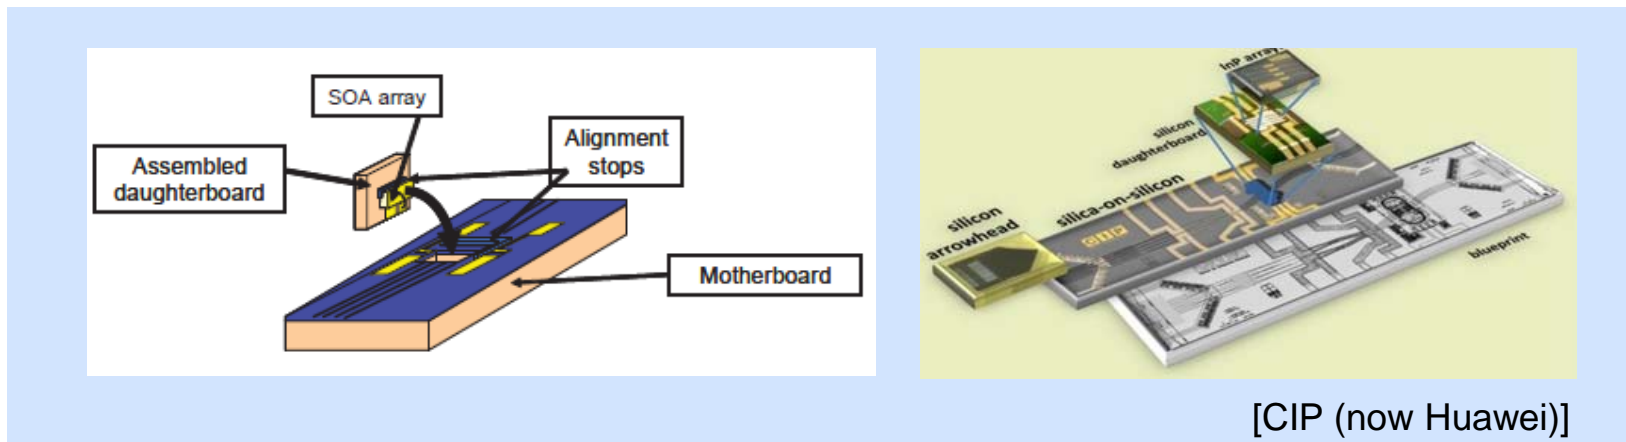 SOA array
Alignment
stops
Assembled
daughterboard
Motherboard
InP array
silicon
daughterboard
silica-on-silicon
silicon
arrowhead
CIP
blueprint
[CIP (now Huawei)]